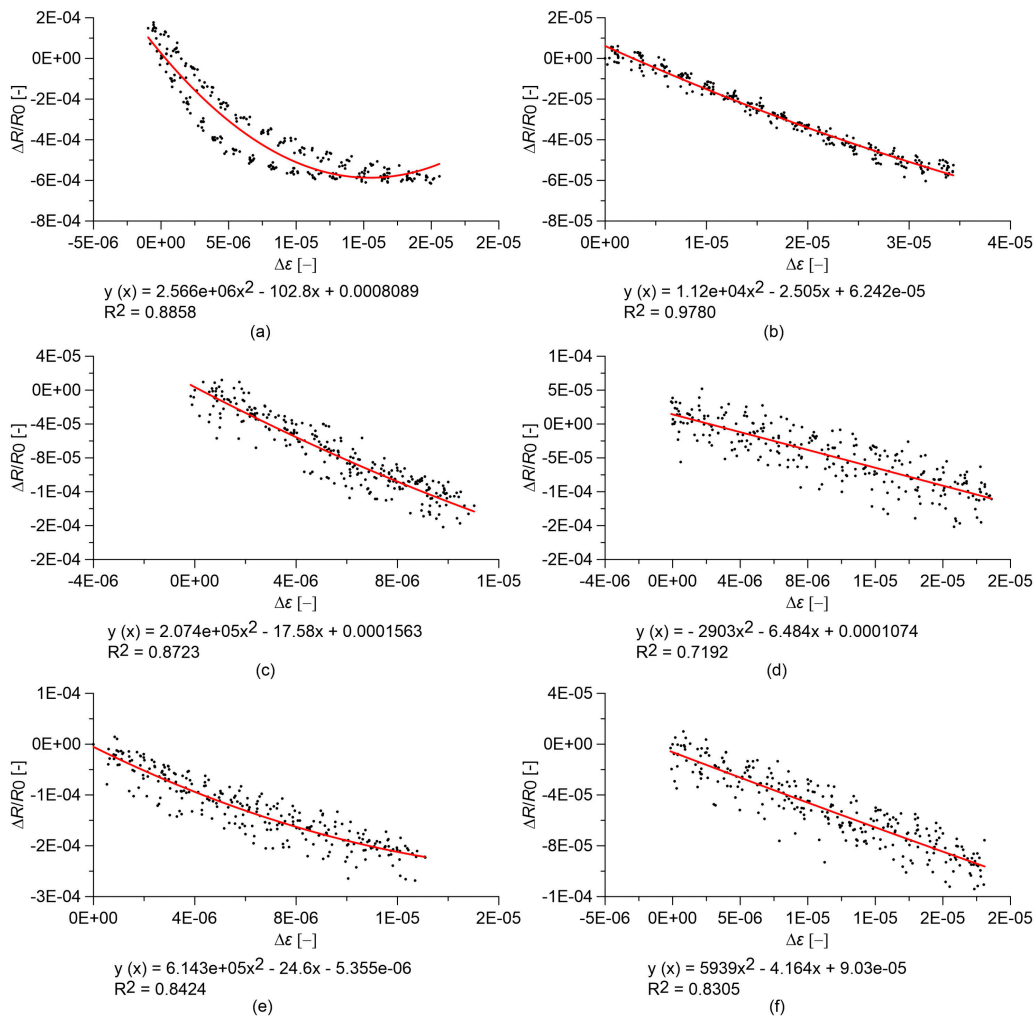 2E-04
0E+00
-2E-04
-4E-04
-6E-04
-8E-04
ΔR/R0 [-]
-5E-06 0E+00 5E-06 1E-05 1E-05 2E-05 2E-05
Δε [–]
y (x) = 2.566e+06x2 - 102.8x + 0.0008089
R2 = 0.8858
(a)
2E-05
0E+00
-2E-05
-4E-05
-6E-05
-8E-05
ΔR/R0 [-]
0E+00 1E-05 2E-05 3E-05 4E-05
Δε [–]
y (x) = 1.12e+04x2 - 2.505x + 6.242e-05
R2 = 0.9780
(b)
4E-05
0E+00
-4E-05
-8E-05
-1E-04
-2E-04
-2E-04
ΔR/R0 [-]
-4E-06 0E+00 4E-06 8E-06 1E-05
Δε [–]
y (x) = 2.074e+05x2 - 17.58x + 0.0001563
R2 = 0.8723
(c)
1E-04
5E-05
0E+00
-5E-05
-1E-04
-2E-04
-2E-04
ΔR/R0 [-]
-4E-06 0E+00 4E-06 8E-06 1E-05 2E-05 2E-05
Δε [–]
y (x) = - 2903x2 - 6.484x + 0.0001074
R2 = 0.7192
(d)
1E-04
0E+00
-1E-04
-2E-04
-3E-04
ΔR/R0 [-]
0E+00 4E-06 8E-06 1E-05 2E-05
Δε [–]
y (x) = 6.143e+05x2 - 24.6x - 5.355e-06
R2 = 0.8424
(e)
4E-05
0E+00
-4E-05
-8E-05
-1E-04
ΔR/R0 [-]
-5E-06 0E+00 5E-06 1E-05 1E-05 2E-05 2E-05
Δε [–]
y (x) = 5939x2 - 4.164x + 9.03e-05
R2 = 0.8305
(f)